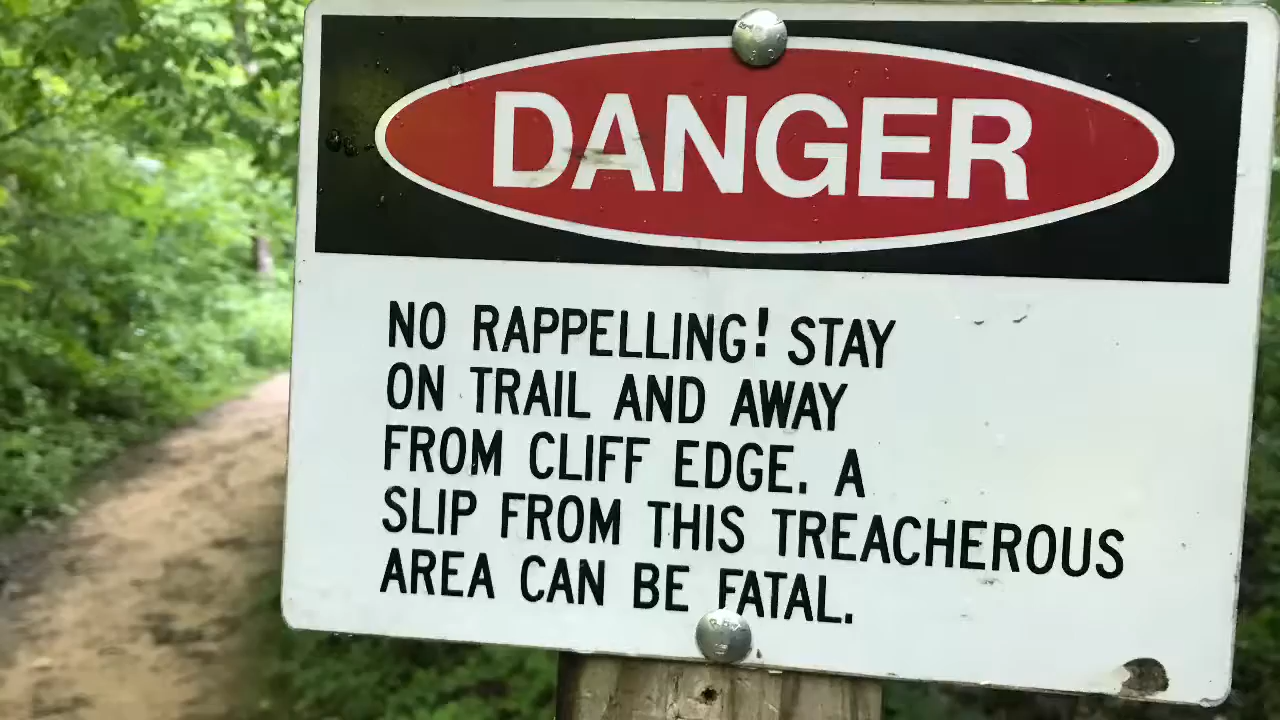 DANGER
NO RAPPELLING! STAY
ON TRAIL AND AWAY
FROM CLIFF EDGE. A
SLIP FROM THIS TREACHEROUS
AREA CAN BE FATAL.